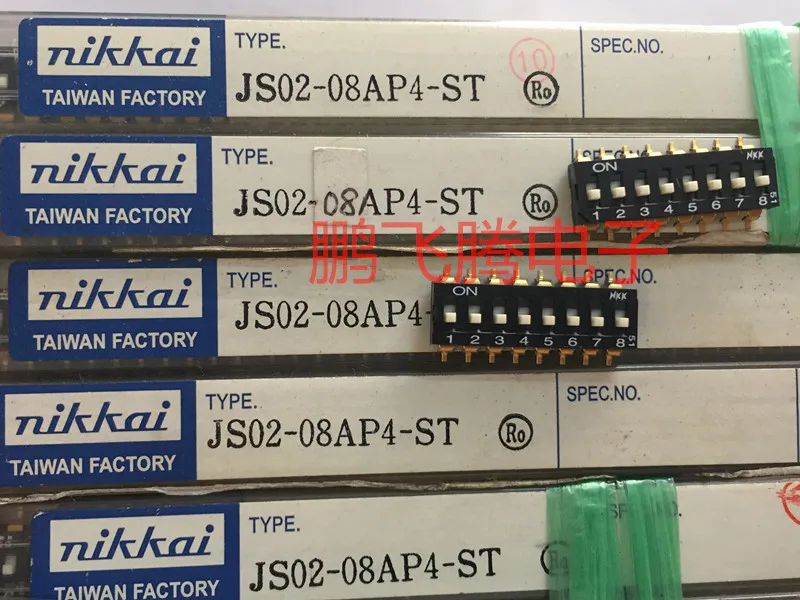 nikkai
TAIWAN FACTORY
TYPE.
JS02-08AP4-ST
10
Ro
SPEC.NO.
nikkai
TAIWAN FACTORY
TYPE.
JS02-08AP4-ST
Ro
ON
NKK
1 2 3 4 5 6 7 8
51
鹏飞腾电子
nikkai
TAIWAN FACTORY
TYPE.
JS02-08AP4-
SPEC.NO.
ON
NKK
1 2 3 4 5 6 7 8
51
nikkai
TAIWAN FACTORY
TYPE.
JS02-08AP4-ST
Ro
SPEC.NO.
nikkai
TAIWAN FACTORY
TYPE.
JS02-08AP4-ST